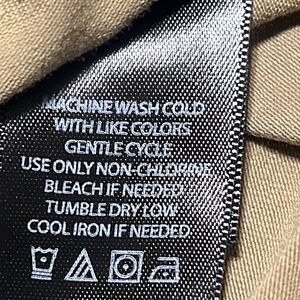 MACHINE WASH COLD
WITH LIKE COLORS
GENTLE CYCLE
USE ONLY NON-CHLORINE
BLEACH IF NEEDED
TUMBLE DRY LOW
COOL IRON IF NEEDED